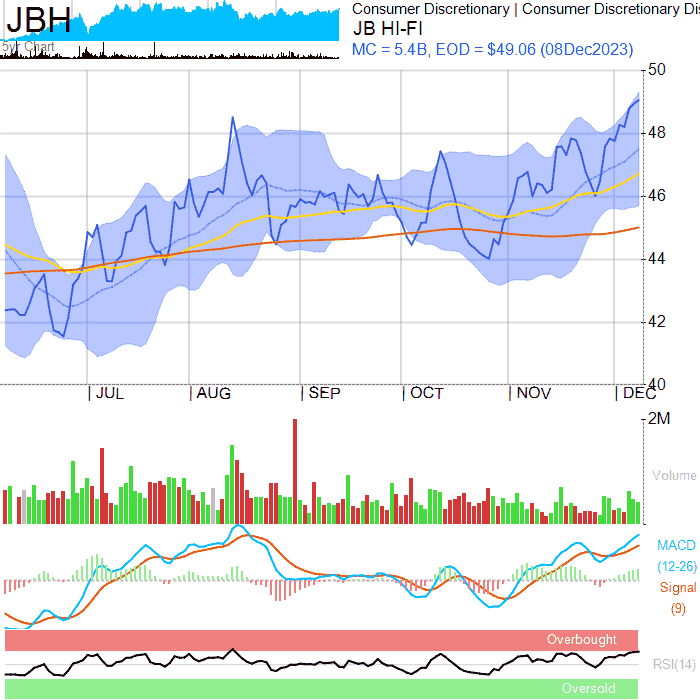 JBH
Consumer Discretionary | Consumer Discretionary Dis
5yr Chart
JB HI-FI
MC = 5.4B, EOD = $49.06 (08Dec2023)
50
48
46
44
42
40
| JUL | AUG | SEP | OCT | NOV | DEC
2M
Volume
MACD
(12-26)
Signal
(9)
Overbought
RSI(14)
Oversold